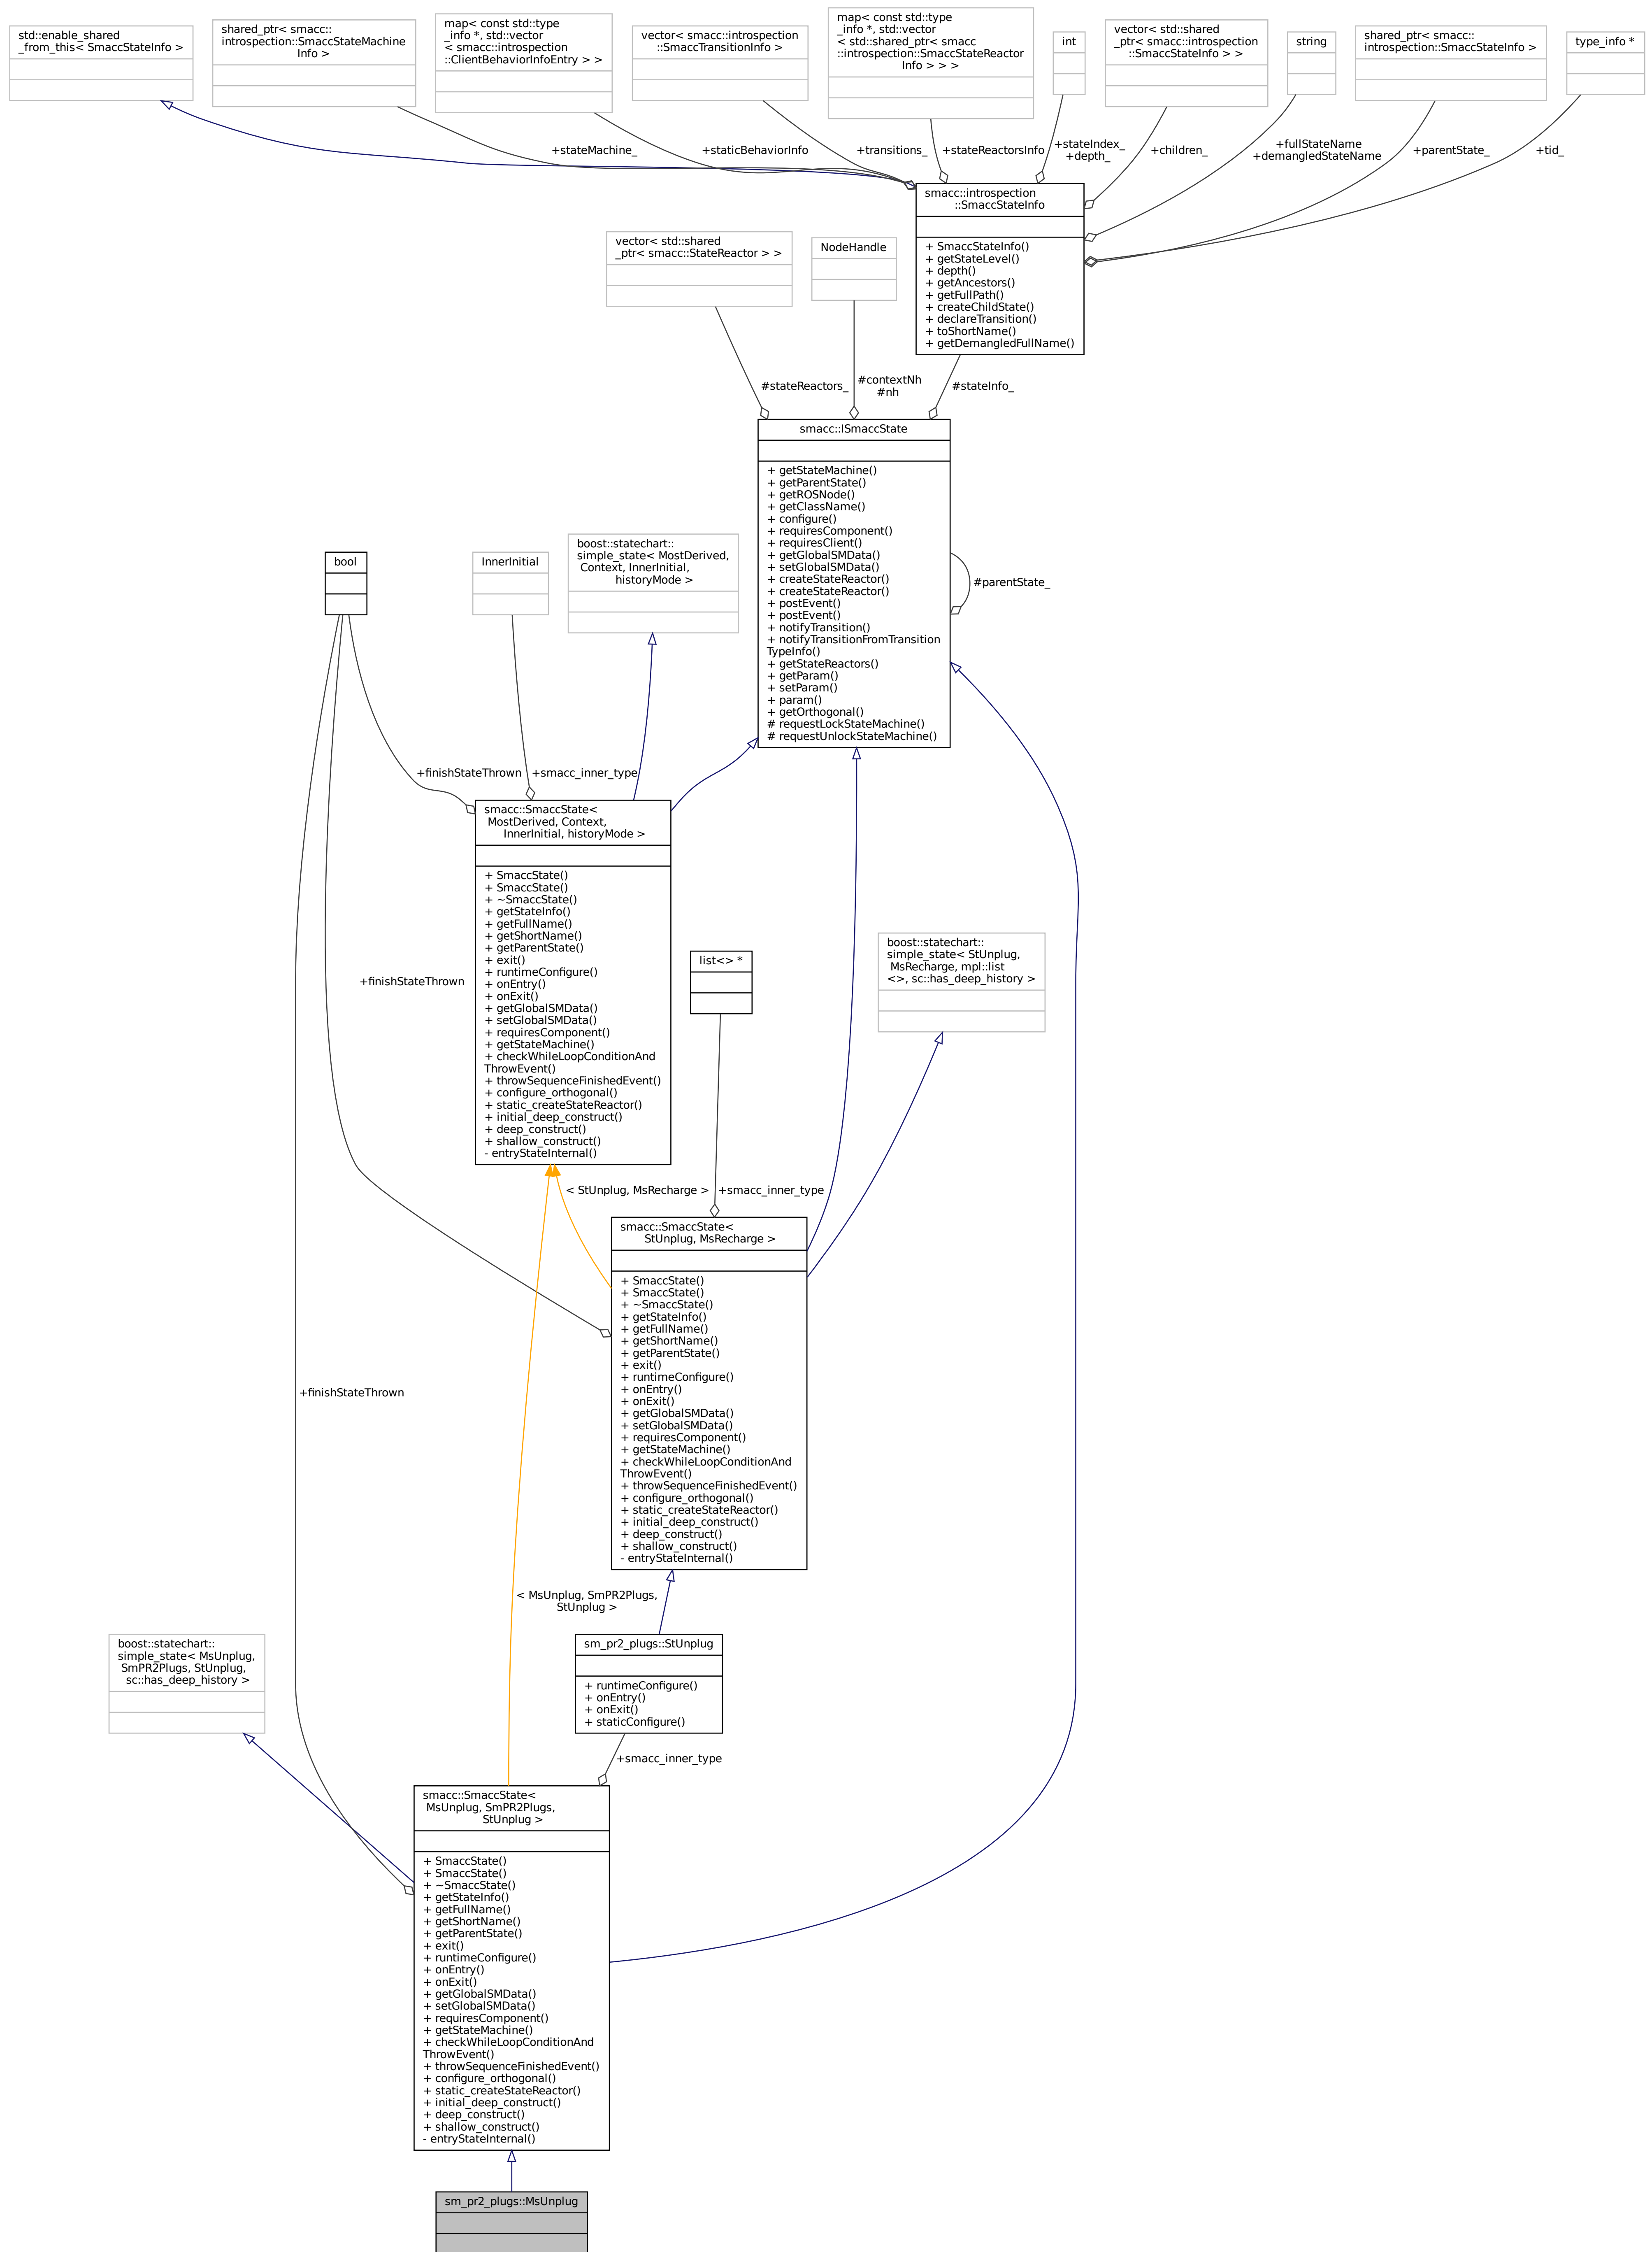 std::enable_shared
_from_this< SmaccStateInfo >
shared_ptr< smacc::
introspection::SmaccStateMachine
Info >
map< const std::type
_info *, std::vector
< smacc::introspection
::ClientBehaviorInfoEntry > >
vector< smacc::introspection
::SmaccTransitionInfo >
map< const std::type
_info *, std::vector
< std::shared_ptr< smacc
::introspection::SmaccStateReactor
Info > > >
int
vector< std::shared
_ptr< smacc::introspection
::SmaccStateInfo > >
string
shared_ptr< smacc::
introspection::SmaccStateInfo >
type_info *
+stateMachine_
+staticBehaviorInfo
+transitions_
+stateReactorsInfo
+stateIndex_
+depth_
+children_
+fullStateName
+demangledStateName
+parentState_
+tid_
smacc::introspection
::SmaccStateInfo
+ SmaccStateInfo()
+ getStateLevel()
+ depth()
+ getAncestors()
+ getFullPath()
+ createChildState()
+ declareTransition()
+ toShortName()
+ getDemangledFullName()
vector< std::shared
_ptr< smacc::StateReactor > >
NodeHandle
#stateReactors_
#contextNh
#nh
#stateInfo_
smacc::ISmaccState
+ getStateMachine()
+ getParentState()
+ getROSNode()
+ getClassName()
+ configure()
+ requiresComponent()
+ requiresClient()
+ getGlobalSMData()
+ setGlobalSMData()
+ createStateReactor()
+ createStateReactor()
+ postEvent()
+ postEvent()
+ notifyTransition()
+ notifyTransitionFromTransition
TypeInfo()
+ getStateReactors()
+ getParam()
+ setParam()
+ param()
+ getOrthogonal()
# requestLockStateMachine()
# requestUnlockStateMachine()
#parentState_
bool
InnerInitial
boost::statechart::
simple_state< MostDerived,
Context, InnerInitial,
historyMode >
+finishStateThrown
+smacc_inner_type
smacc::SmaccState<
MostDerived, Context,
InnerInitial, historyMode >
+ SmaccState()
+ SmaccState()
+ ~SmaccState()
+ getStateInfo()
+ getFullName()
+ getShortName()
+ getParentState()
+ exit()
+ runtimeConfigure()
+ onEntry()
+ onExit()
+ getGlobalSMData()
+ setGlobalSMData()
+ requiresComponent()
+ getStateMachine()
+ checkWhileLoopConditionAnd
ThrowEvent()
+ throwSequenceFinishedEvent()
+ configure_orthogonal()
+ static_createStateReactor()
+ initial_deep_construct()
+ deep_construct()
+ shallow_construct()
- entryStateInternal()
+finishStateThrown
list<> *
boost::statechart::
simple_state< StUnplug,
MsRecharge, mpl::list
<>, sc::has_deep_history >
< StUnplug, MsRecharge >
+smacc_inner_type
smacc::SmaccState<
StUnplug, MsRecharge >
+ SmaccState()
+ SmaccState()
+ ~SmaccState()
+ getStateInfo()
+ getFullName()
+ getShortName()
+ getParentState()
+ exit()
+ runtimeConfigure()
+ onEntry()
+ onExit()
+ getGlobalSMData()
+ setGlobalSMData()
+ requiresComponent()
+ getStateMachine()
+ checkWhileLoopConditionAnd
ThrowEvent()
+ throwSequenceFinishedEvent()
+ configure_orthogonal()
+ static_createStateReactor()
+ initial_deep_construct()
+ deep_construct()
+ shallow_construct()
- entryStateInternal()
+finishStateThrown
< MsUnplug, SmPR2Plugs,
StUnplug >
boost::statechart::
simple_state< MsUnplug,
SmPR2Plugs, StUnplug,
sc::has_deep_history >
sm_pr2_plugs::StUnplug
+ runtimeConfigure()
+ onEntry()
+ onExit()
+ staticConfigure()
+smacc_inner_type
smacc::SmaccState<
MsUnplug, SmPR2Plugs,
StUnplug >
+ SmaccState()
+ SmaccState()
+ ~SmaccState()
+ getStateInfo()
+ getFullName()
+ getShortName()
+ getParentState()
+ exit()
+ runtimeConfigure()
+ onEntry()
+ onExit()
+ getGlobalSMData()
+ setGlobalSMData()
+ requiresComponent()
+ getStateMachine()
+ checkWhileLoopConditionAnd
ThrowEvent()
+ throwSequenceFinishedEvent()
+ configure_orthogonal()
+ static_createStateReactor()
+ initial_deep_construct()
+ deep_construct()
+ shallow_construct()
- entryStateInternal()
sm_pr2_plugs::MsUnplug